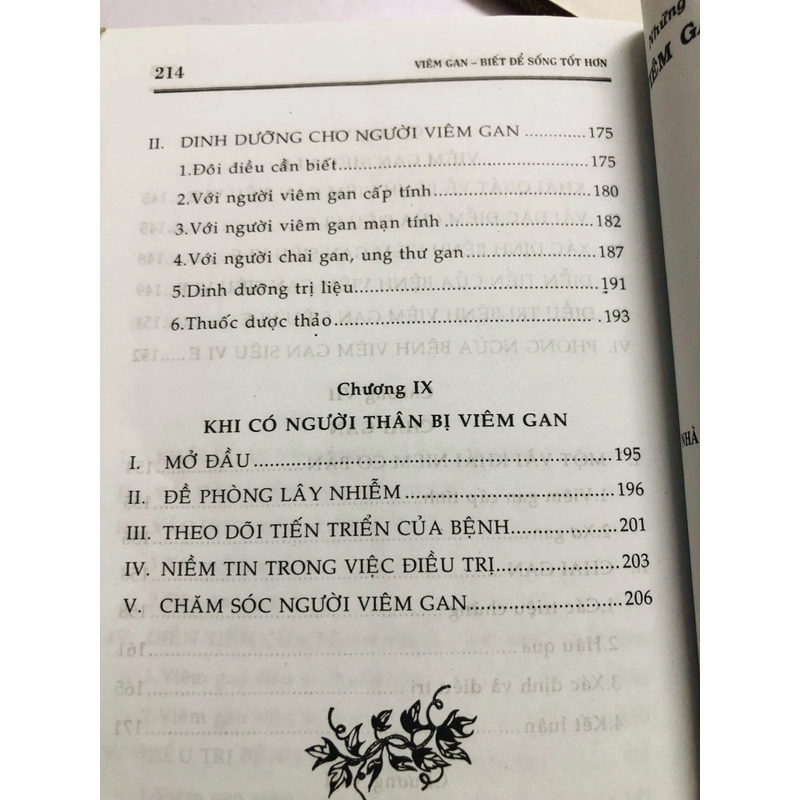 214
VIÊM GAN – BIẾT ĐỂ SỐNG TỐT HƠN
II. DINH DƯỠNG CHO NGƯỜI VIÊM GAN ............ 175
1.Đôi điều cần biết ............ 175
2.Với người viêm gan cấp tính ............ 180
3.Với người viêm gan mạn tính ............ 182
4.Với người chai gan, ung thư gan ............ 187
5.Dinh dưỡng trị liệu ............ 191
6.Thuốc dược thảo ............ 193
Chương IX
KHI CÓ NGƯỜI THÂN BỊ VIÊM GAN
I. MỞ ĐẦU ............ 195
II. ĐỀ PHÒNG LÂY NHIỄM ............ 196
III. THEO DÕI TIẾN TRIỂN CỦA BỆNH ............ 201
IV. NIỀM TIN TRONG VIỆC ĐIỀU TRỊ ............ 203
V. CHĂM SÓC NGƯỜI VIÊM GAN ............ 206
Những
NHÀ